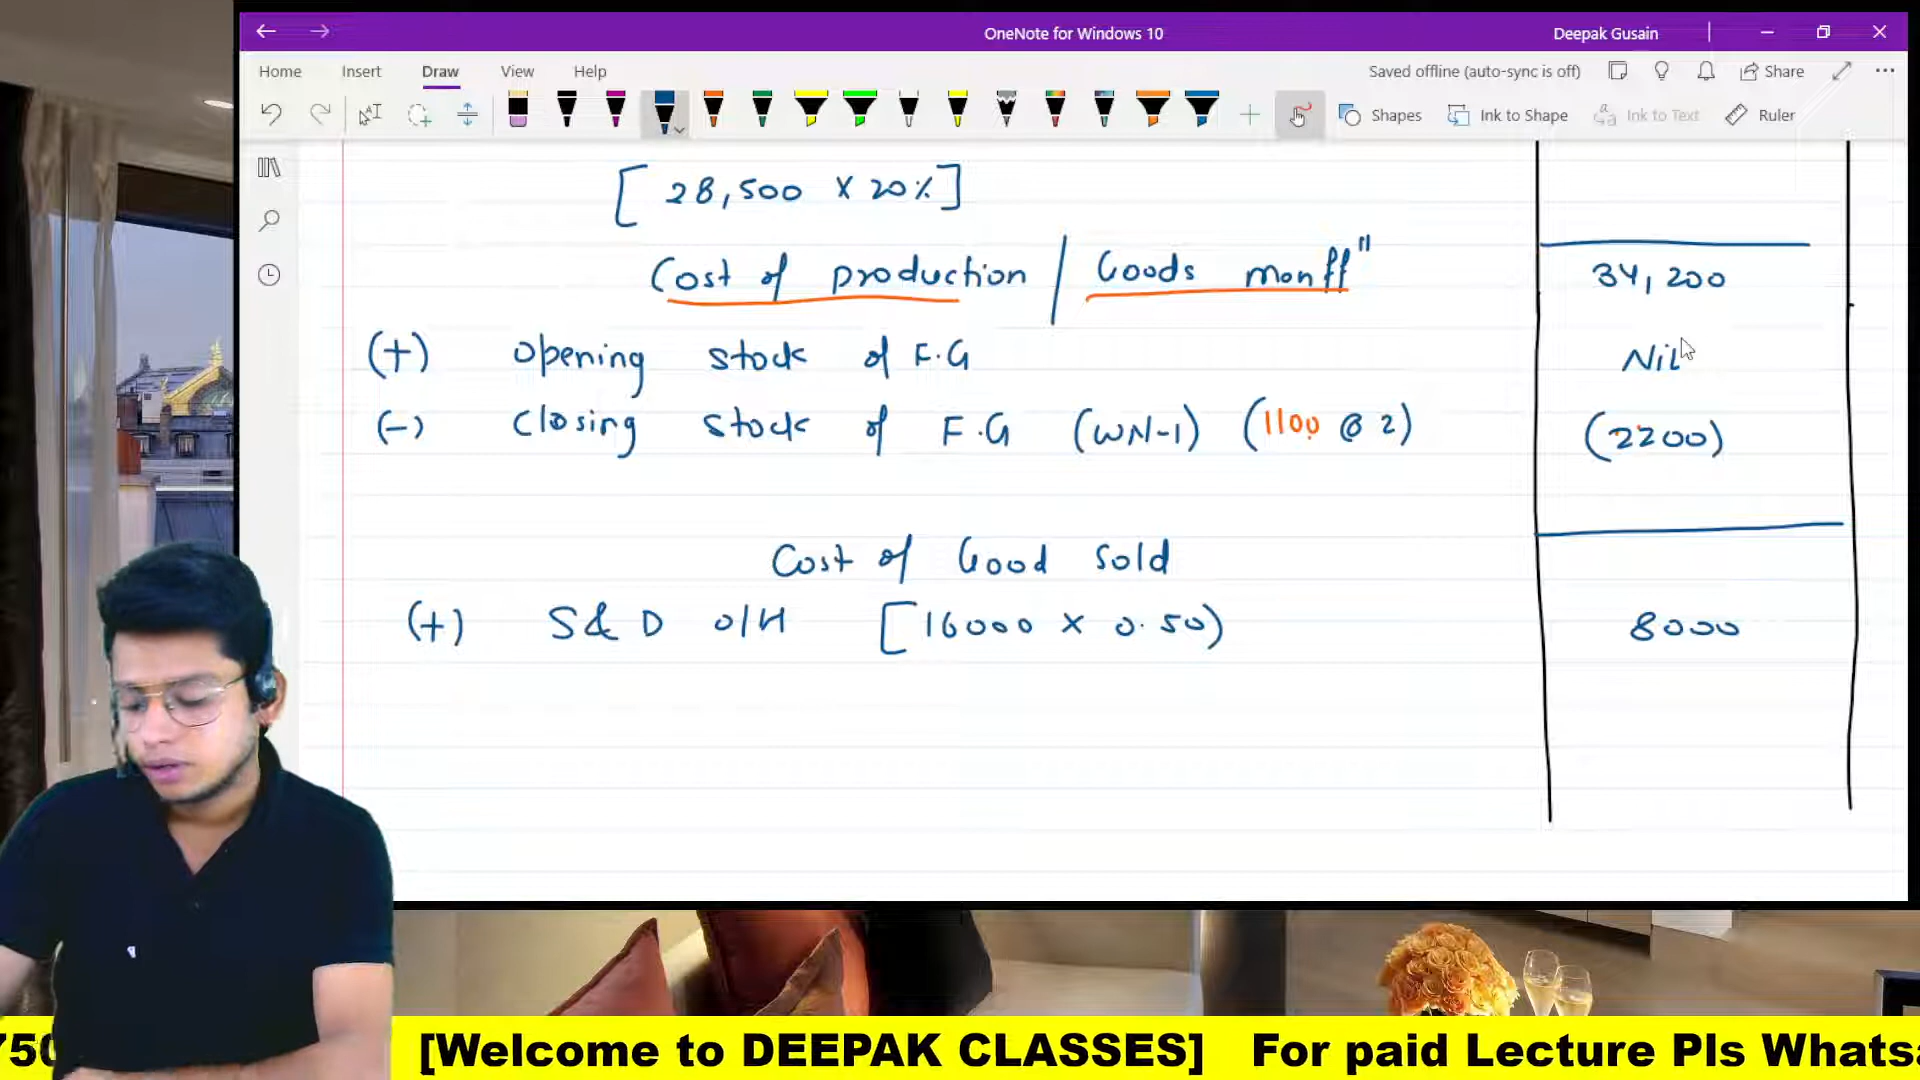 OneNote for Windows 10 Deepak Gusain
Home Insert Draw View Help Saved offline (auto-sync is off) Share
Shapes Ink to Shape Ink to Text Ruler
[28,500 x 20%]
Cost of production / Goods manff" 34,200
(+) Opening stock of F.G Nil
(-) Closing stock of F.G (WN-1) (1100 @ 2) (2200)
Cost of Good Sold
(+) S& D o/H [16000 x 0.50) 8000
[Welcome to DEEPAK CLASSES] For paid Lecture Pls Whats